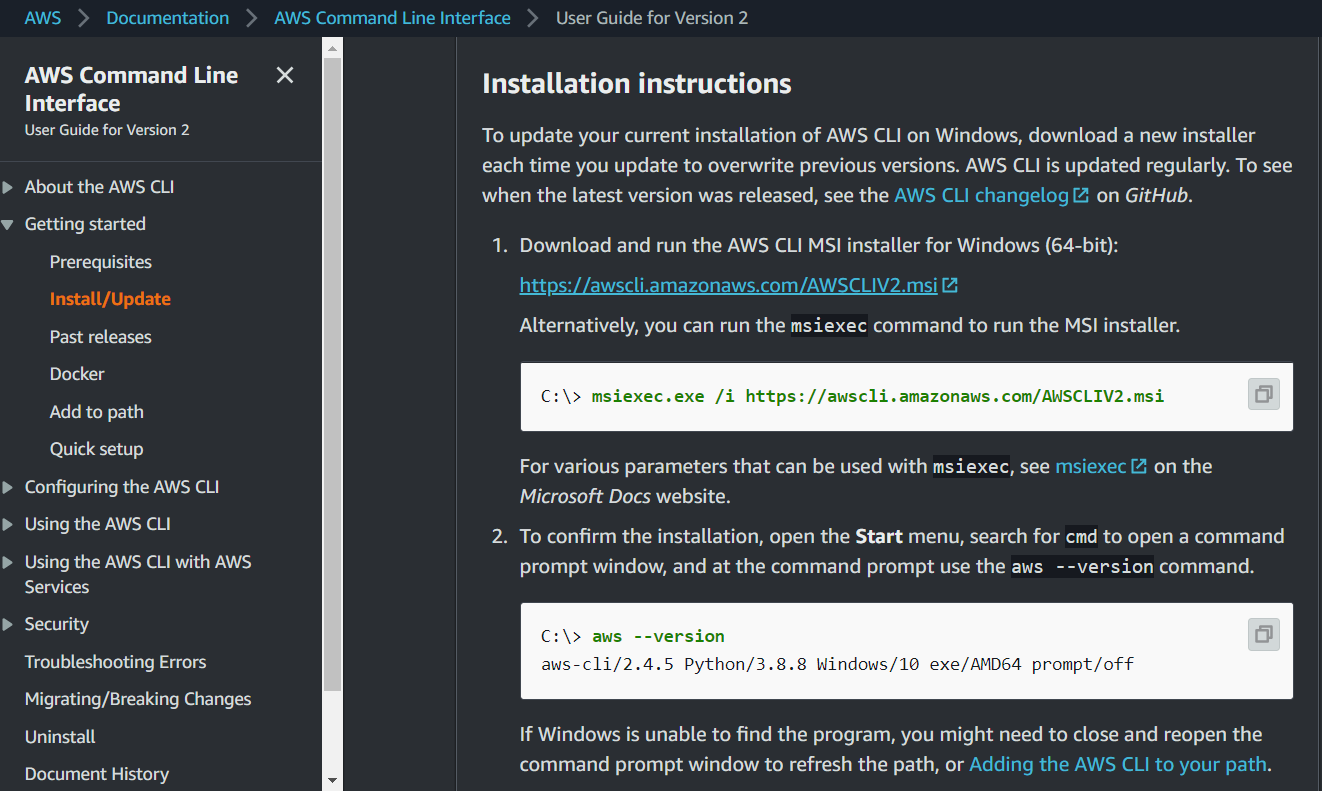 AWS > Documentation > AWS Command Line Interface > User Guide for Version 2
AWS Command Line
Interface
User Guide for Version 2
About the AWS CLI
Getting started
Prerequisites
Install/Update
Past releases
Docker
Add to path
Quick setup
Configuring the AWS CLI
Using the AWS CLI
Using the AWS CLI with AWS
Services
Security
Troubleshooting Errors
Migrating/Breaking Changes
Uninstall
Document History
Installation instructions
To update your current installation of AWS CLI on Windows, download a new installer
each time you update to overwrite previous versions. AWS CLI is updated regularly. To see
when the latest version was released, see the AWS CLI changelog on GitHub.
1. Download and run the AWS CLI MSI installer for Windows (64-bit):
https://awscli.amazonaws.com/AWSCLIV2.msi
Alternatively, you can run the msiexec command to run the MSI installer.
C:\> msiexec.exe /i https://awscli.amazonaws.com/AWSCLIV2.msi
For various parameters that can be used with msiexec, see msiexec on the
Microsoft Docs website.
2. To confirm the installation, open the Start menu, search for cmd to open a command
prompt window, and at the command prompt use the aws --version command.
C:\> aws --version
aws-cli/2.4.5 Python/3.8.8 Windows/10 exe/AMD64 prompt/off
If Windows is unable to find the program, you might need to close and reopen the
command prompt window to refresh the path, or Adding the AWS CLI to your path.